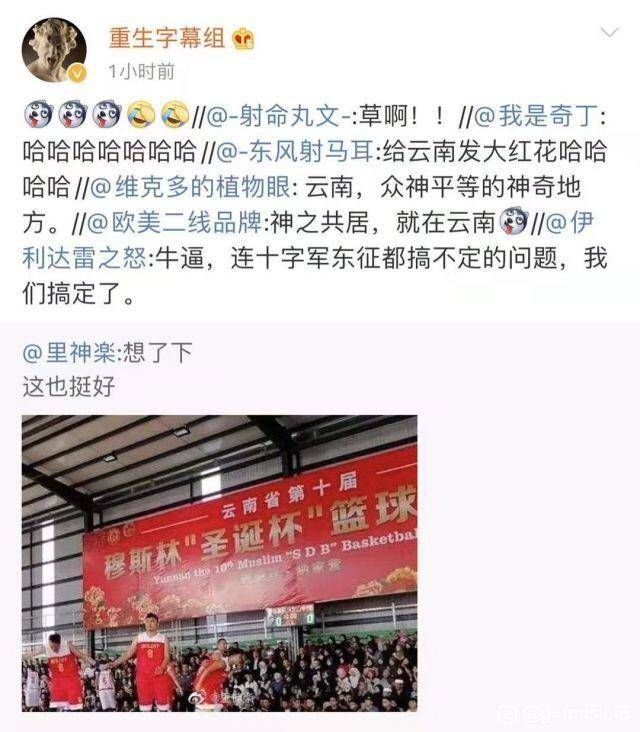 重生字幕组
1小时前
//@-射命丸文-:草啊！！//@我是奇丁:
哈哈哈哈哈哈哈//@-东风射马耳:给云南发大红花哈哈
哈哈//@维克多的植物眼: 云南，众神平等的神奇地
方。//@欧美二线品牌:神之共居，就在云南//@伊
利达雷之怒:牛逼，连十字军东征都搞不定的问题，我
们搞定了。
@里神楽:想了下
这也挺好
云南省第十届
穆斯林"圣诞杯"篮球
Yunnan the 10th Muslim "S D B" Basketball
0 0
8
8